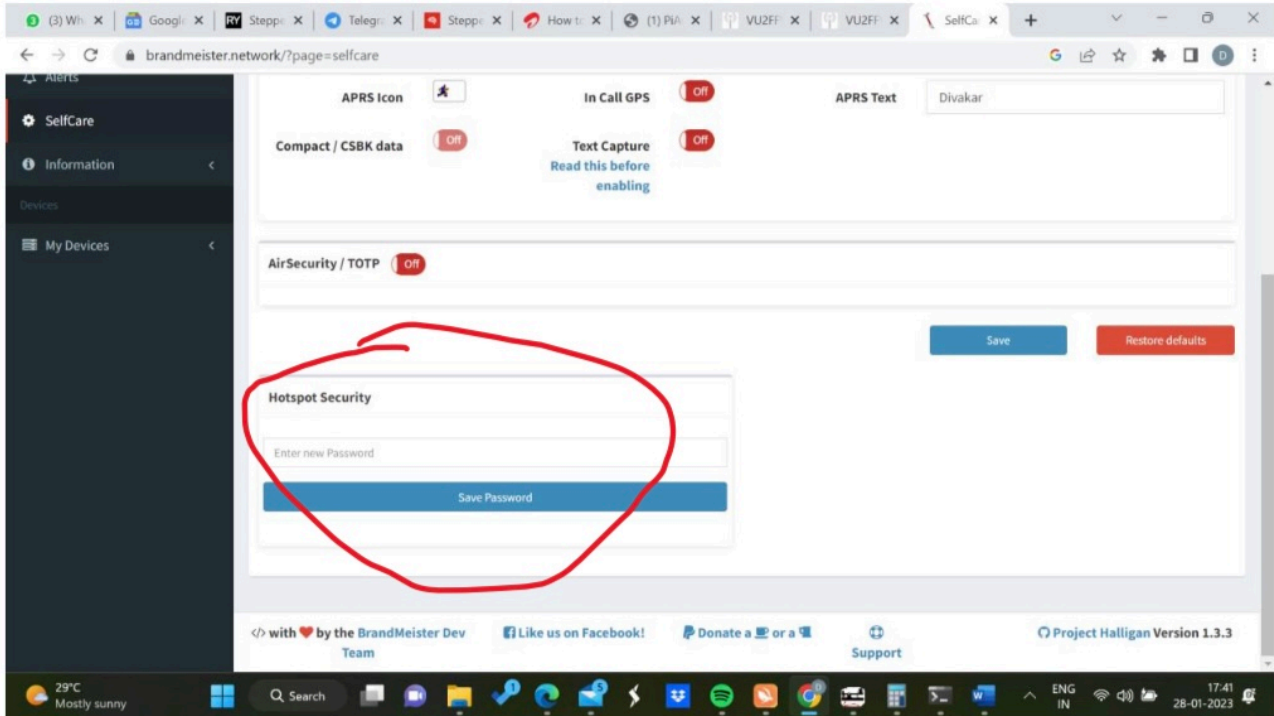 (3) Wh
Google
Steppe
Telegr
Steppe
How to
(1) PiA
VU2FF
VU2FF
SelfCa
brandmeister.network/?page=selfcare
D
Alerts
SelfCare
Information
Devices
My Devices
APRS Icon
In Call GPS
Off
APRS Text
Divakar
Compact / CSBK data
Off
Text Capture
Off
Read this before
enabling
AirSecurity / TOTP
Off
Save
Restore defaults
Hotspot Security
Enter new Password
Save Password
</> with ❤ by the BrandMeister Dev
Team
Like us on Facebook!
Donate a or a
Support
Project Halligan Version 1.3.3
29°C
Mostly sunny
Search
ENG
IN
17:41
28-01-2023